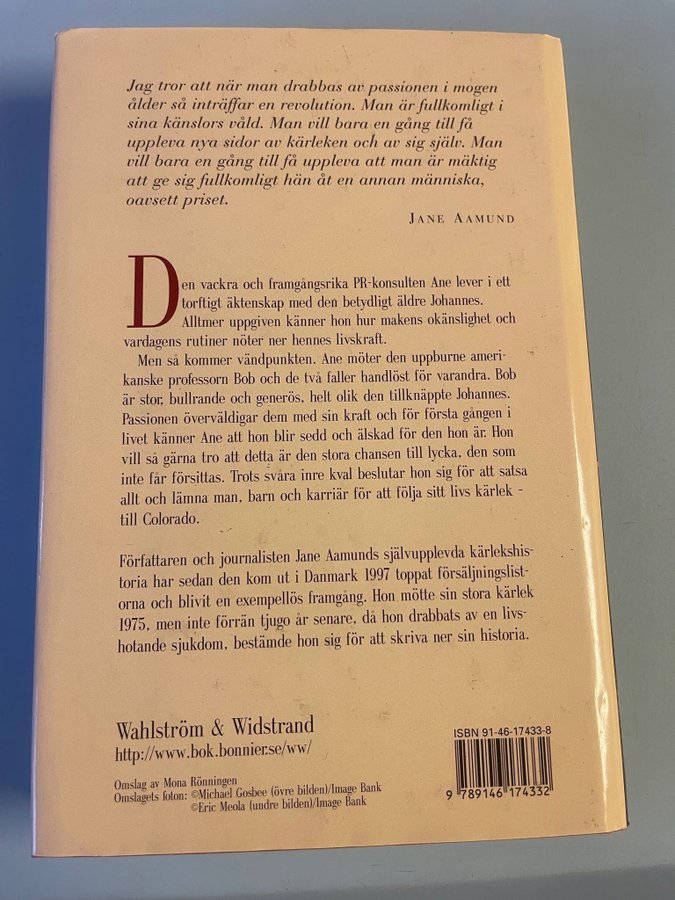 Jag tror att när man drabbas av passionen i mogen
ålder så inträffar en revolution. Man är fullkomligt i
sina känslors våld. Man vill bara en gång till få
uppleva nya sidor av kärleken och av sig själv. Man
vill bara en gång till få uppleva att man är mäktig
att ge sig fullkomligt hän åt en annan människa,
oavsett priset.
JANE AAMUND
Den vackra och framgångsrika PR-konsulten Ane lever i ett
torftigt äktenskap med den betydligt äldre Johannes.
Alltmer uppgiven känner hon hur makens okänslighet och
vardagens rutiner nöter ner hennes livskraft.
Men så kommer vändpunkten. Ane möter den uppburne ameri-
kanske professorn Bob och de två faller handlöst för varandra. Bob
är stor, bullrande och generös, helt olik den tillknäppte Johannes.
Passionen överväldigar dem med sin kraft och för första gången i
livet känner Ane att hon blir sedd och älskad för den hon är. Hon
vill så gärna tro att detta är den stora chansen till lycka, den som
inte får försittas. Trots svåra inre kval beslutar hon sig för att satsa
allt och lämna man, barn och karriär för att följa sitt livs kärlek -
till Colorado.
Författaren och journalisten Jane Aamunds självupplevda kärlekshis-
toria har sedan den kom ut i Danmark 1997 toppat försäljningslist-
orna och blivit en exempellös framgång. Hon mötte sin stora kärlek
1975, men inte förrän tjugo år senare, då hon drabbats av en livs-
hotande sjukdom, bestämde hon sig för att skriva ner sin historia.
Wahlström & Widstrand
http://www.bok.bonnier.se/ww/
Omslag av Mona Rönningen
Omslagets foton: ©Michael Gosbee (övre bilden)/Image Bank
©Eric Meola (undre bilden)/Image Bank
ISBN 91-46-17433-8
9 789146 174332